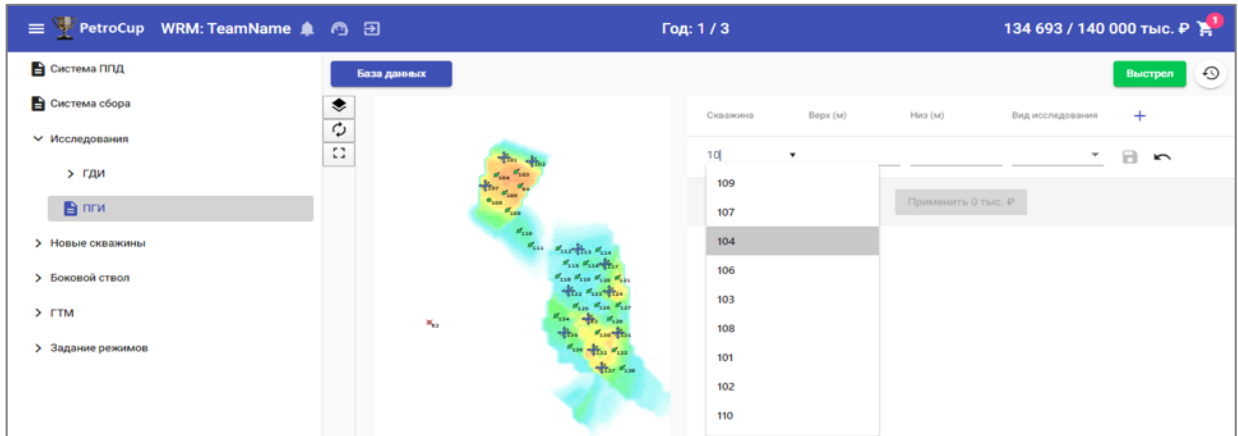 PetroCup WRM: TeamName Год: 1 / 3 134 693 / 140 000 тыс. ₽ 1
Система ППД
Система сбора
Исследования
ГДИ
ПГИ
Новые скважины
Боковой ствол
ГТМ
Задание режимов
База данных
Выстрел
Скважина Верх (м) Низ (м) Вид исследования +
10
109
107
104
106
103
108
101
102
110
Применить 0 тыс. ₽